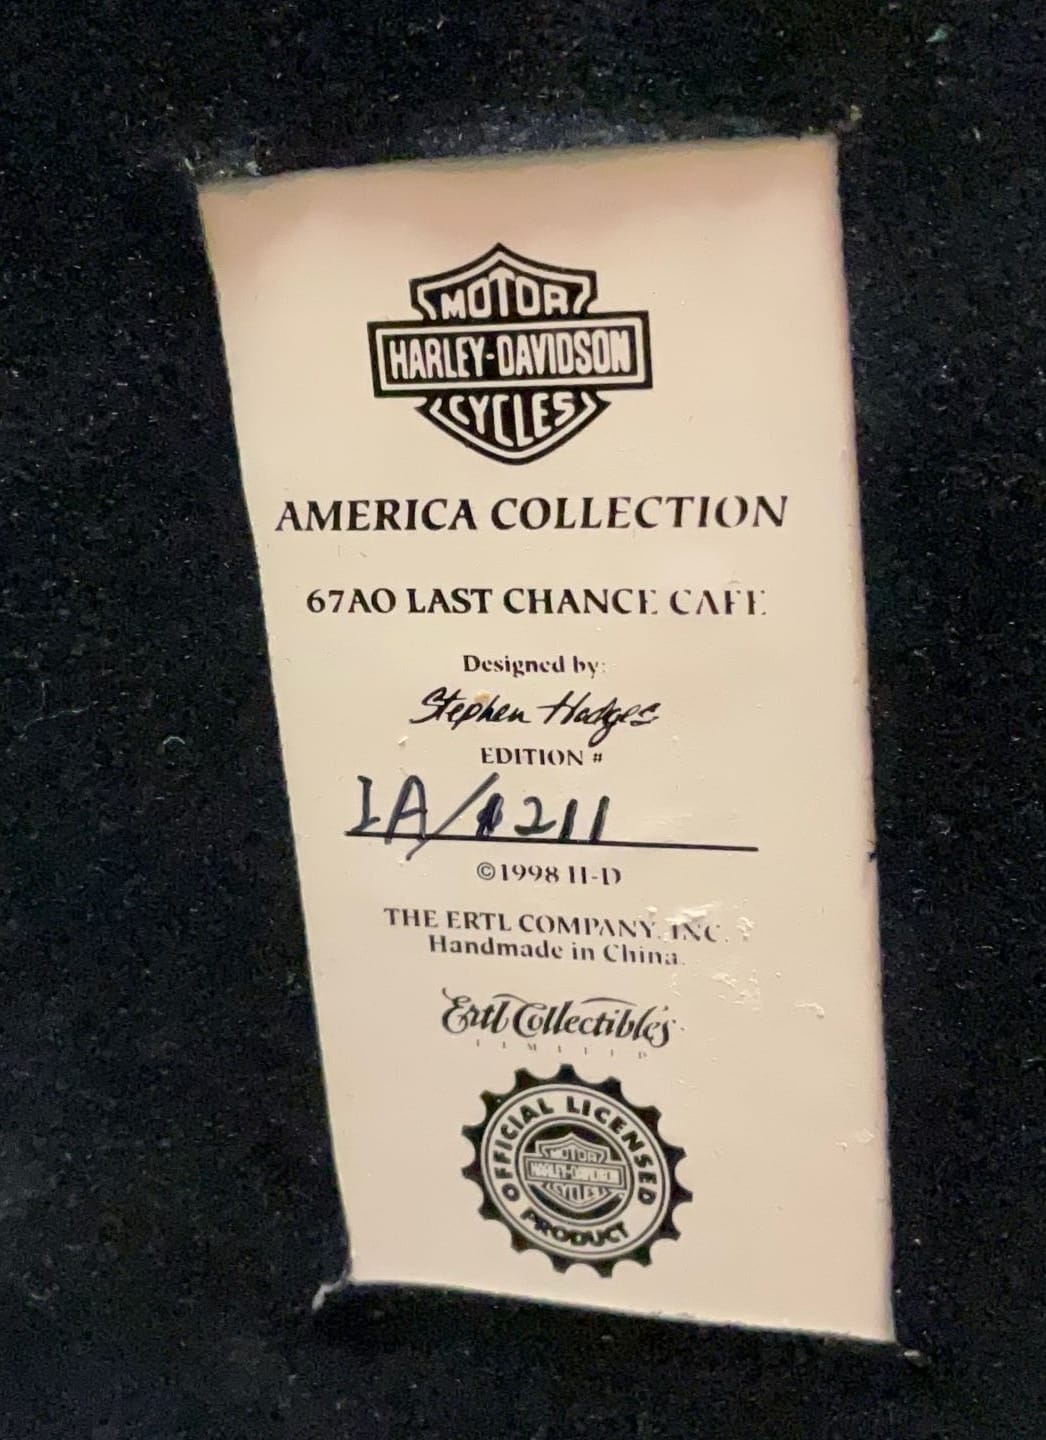 MOTOR
HARLEY-DAVIDSON
CYCLES
AMERICA COLLECTION
67AO LAST CHANCE CAFE
Designed by:
Stephen Hodges
EDITION #
©1998 H-D
THE ERTL COMPANY, INC.
Handmade in China.
Ertl Collectibles
LIMITED
OFFICIAL LICENSED
MOTOR
HARLEY-DAVIDSON
CYCLES
PRODUCT